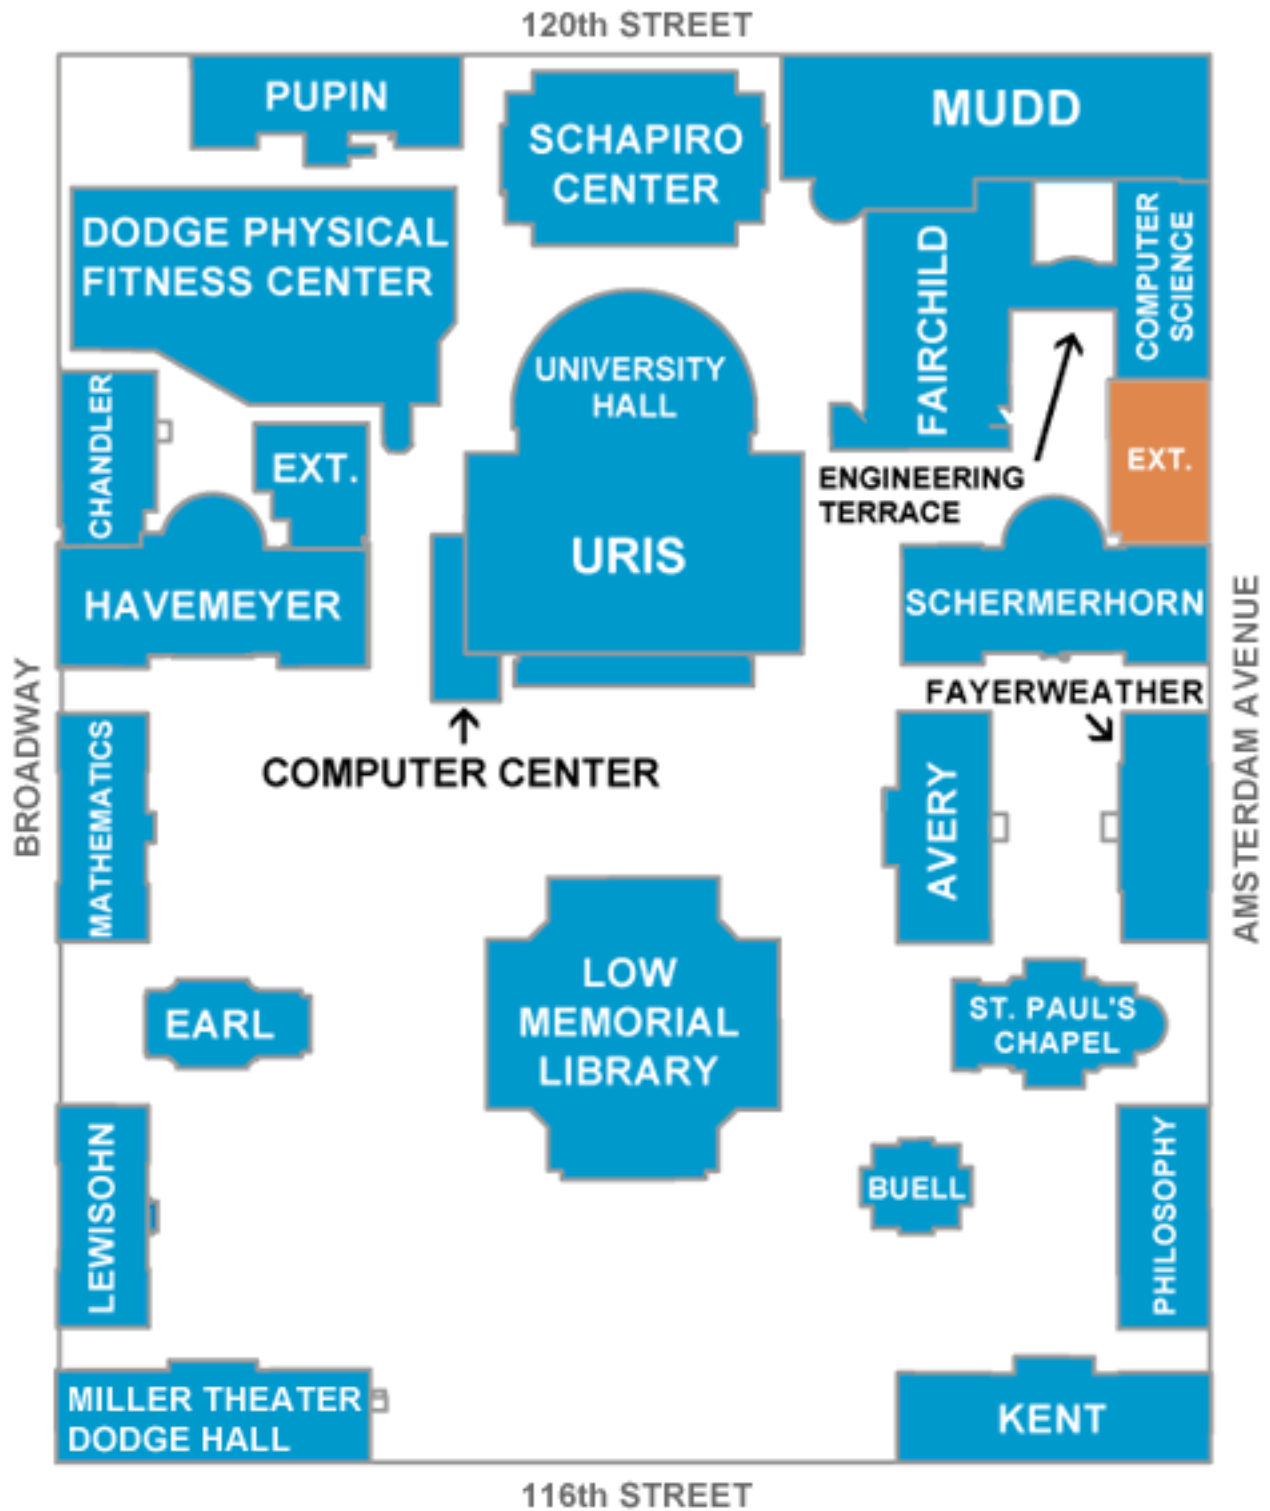 120th STREET
PUPIN
SCHAPIRO
CENTER
MUDD
DODGE PHYSICAL
FITNESS CENTER
FAIRCHILD
COMPUTER
SCIENCE
UNIVERSITY
HALL
CHANDLER
EXT.
ENGINEERING
TERRACE
EXT.
URIS
HAVEMEYER
SCHERMERHORN
BROADWAY
AMSTERDAM AVENUE
FAYERWEATHER
COMPUTER CENTER
MATHEMATICS
AVERY
LOW
MEMORIAL
LIBRARY
EARL
ST. PAUL'S
CHAPEL
LEWISOHN
BUELL
PHILOSOPHY
MILLER THEATER
DODGE HALL
KENT
116th STREET